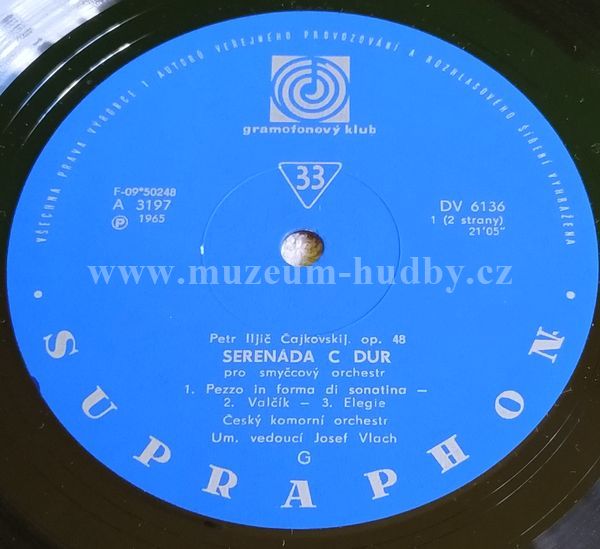 VŠECHNA PRÁVA VÝROBCE I AUTORŮ VEŘEJNÉHO PROVOZOVÁNÍ A ROZHLASOVÉHO ŠÍŘENÍ VYHRAŽENA
gramofonový klub
33
F-09*50248
A 3197
Ⓟ 1965
DV 6136
1 (2 strany)
21'05"
www.muzeum-hudby.cz
Petr Iljič Čajkovskij, op. 48
SERENÁDA C DUR
pro smyčcový orchestr
1. Pezzo in forma di sonatina —
2. Valčík — 3. Elegie
Český komorní orchestr
Um. vedoucí Josef Vlach
G
• SUPRAPHON •